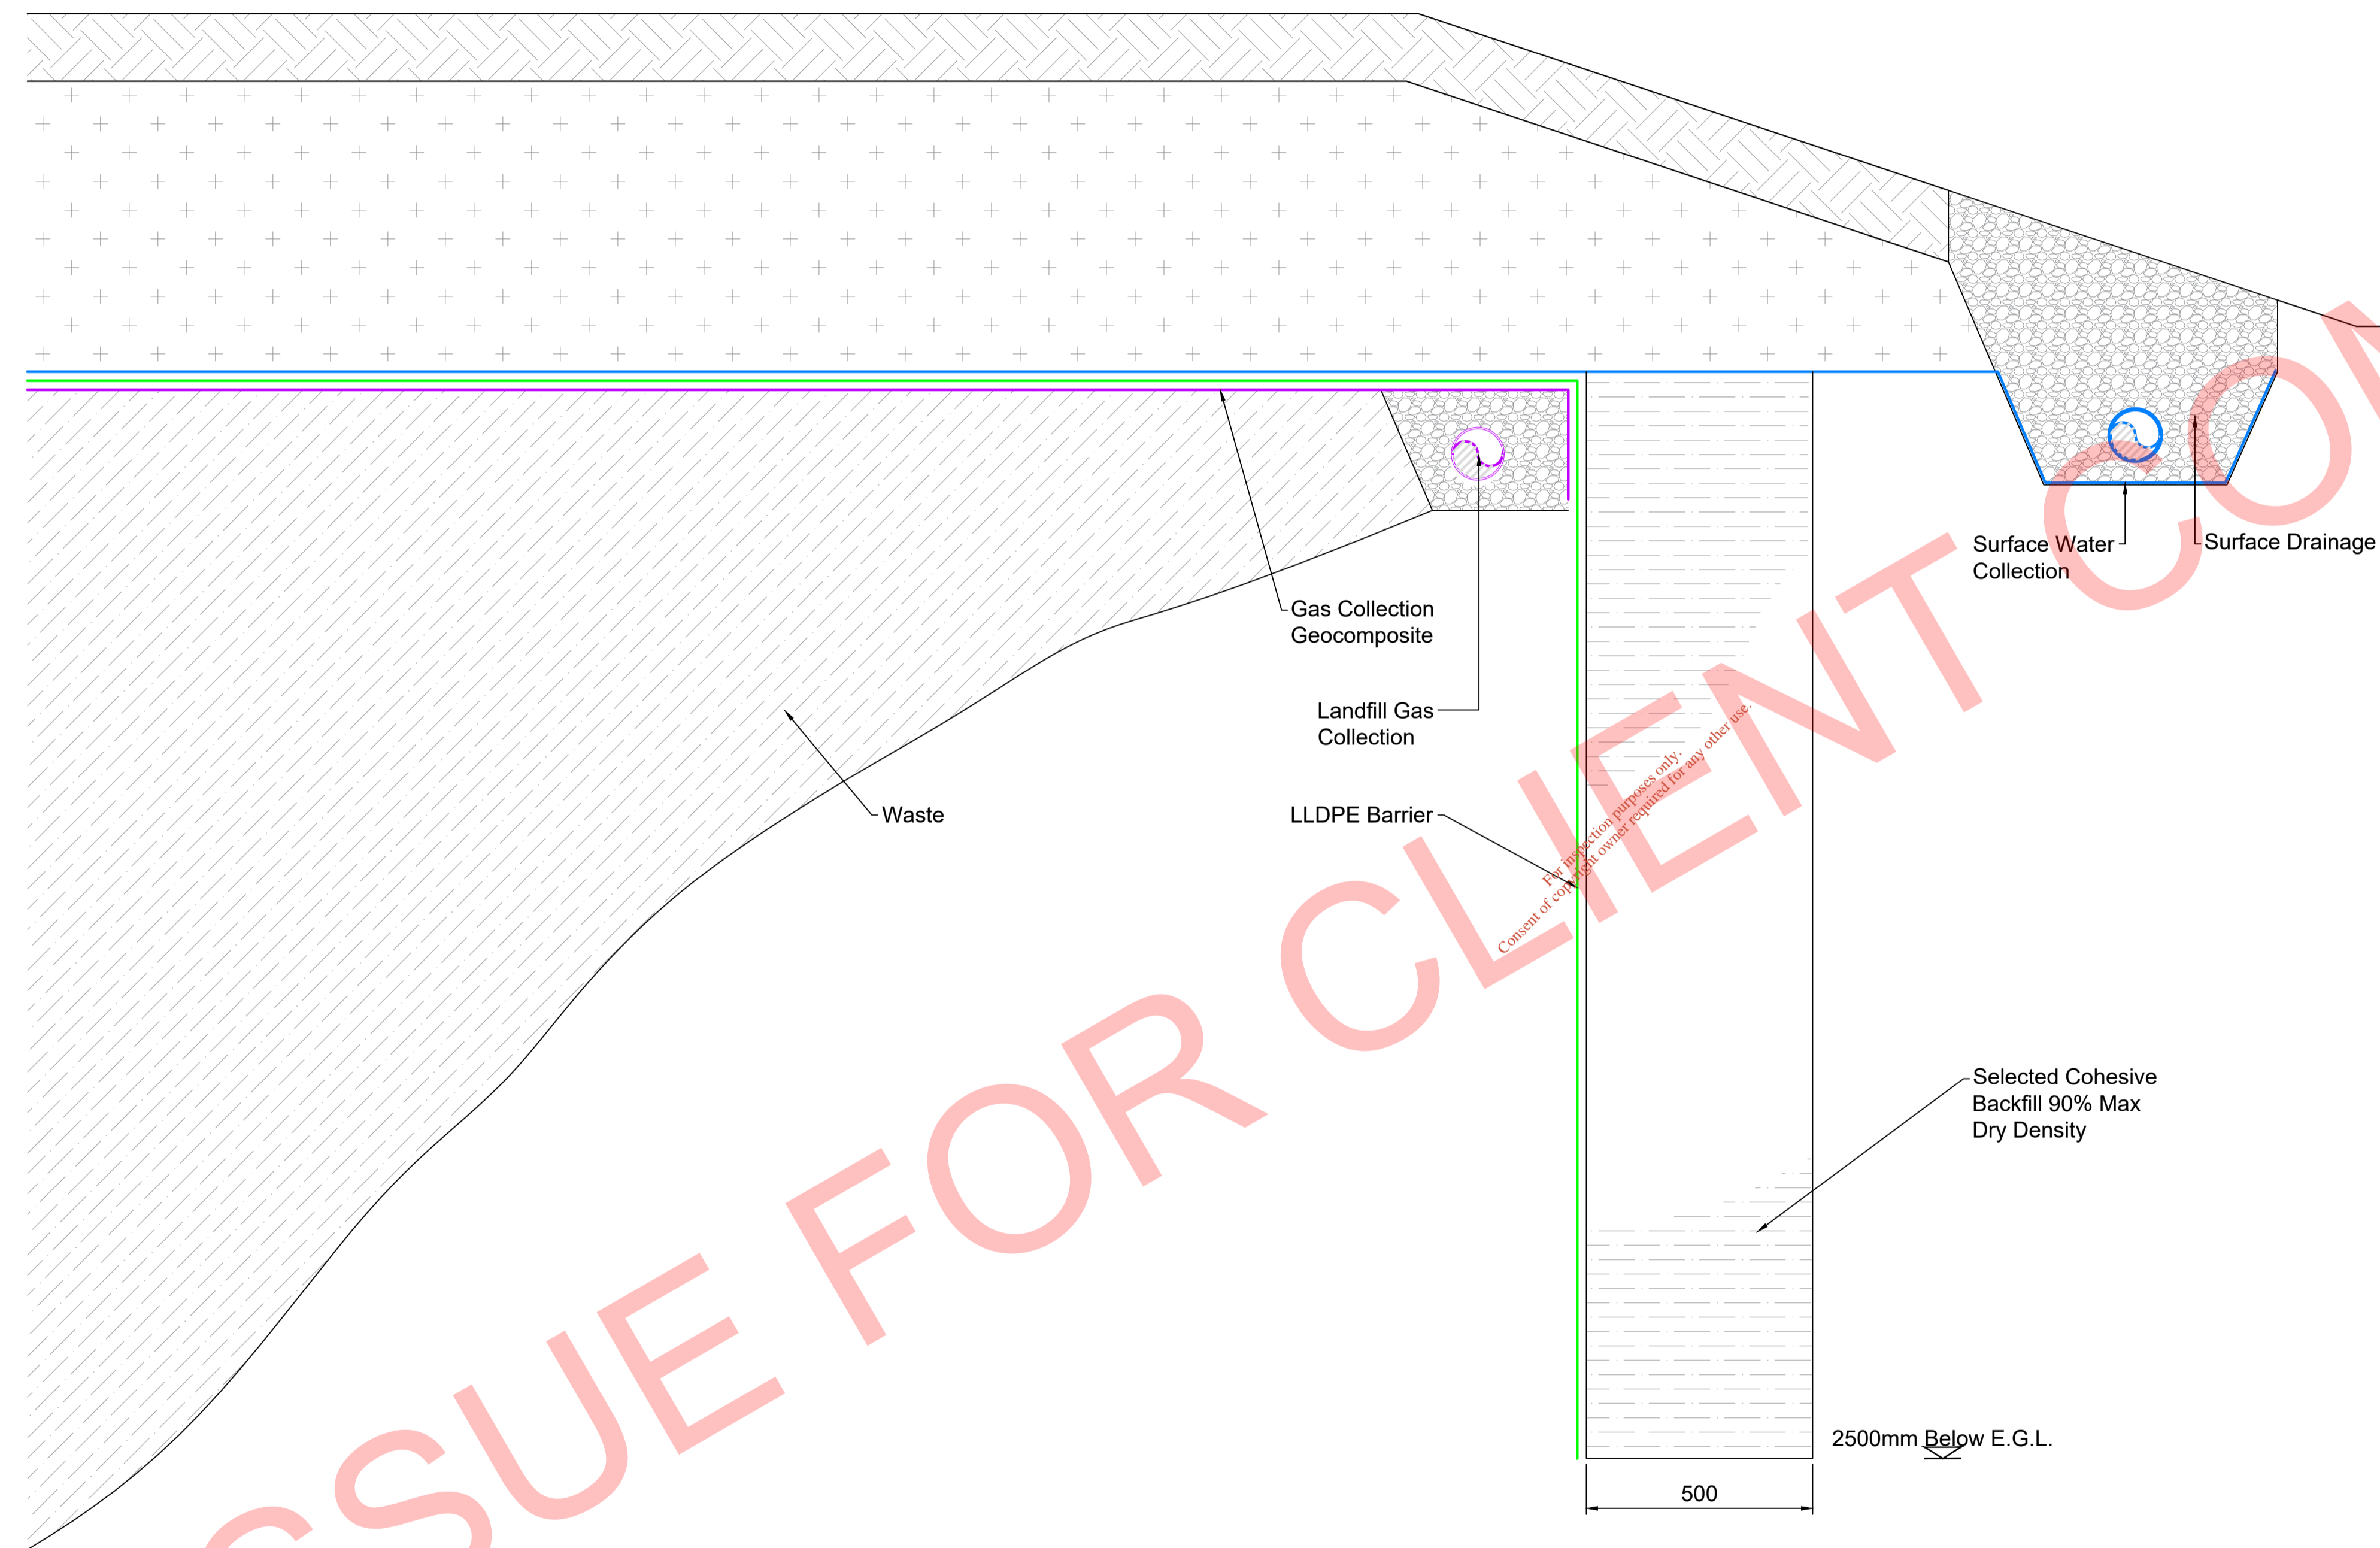 Surface Water
Collection
Surface Drainage
Gas Collection
Geocomposite
Landfill Gas
Collection
Waste
LLDPE Barrier
For inspection purposes only.
Consent of copyright owner required for any other use.
Selected Cohesive
Backfill 90% Max
Dry Density
2500mm Below E.G.L.
500
SUE FOR CLIENT